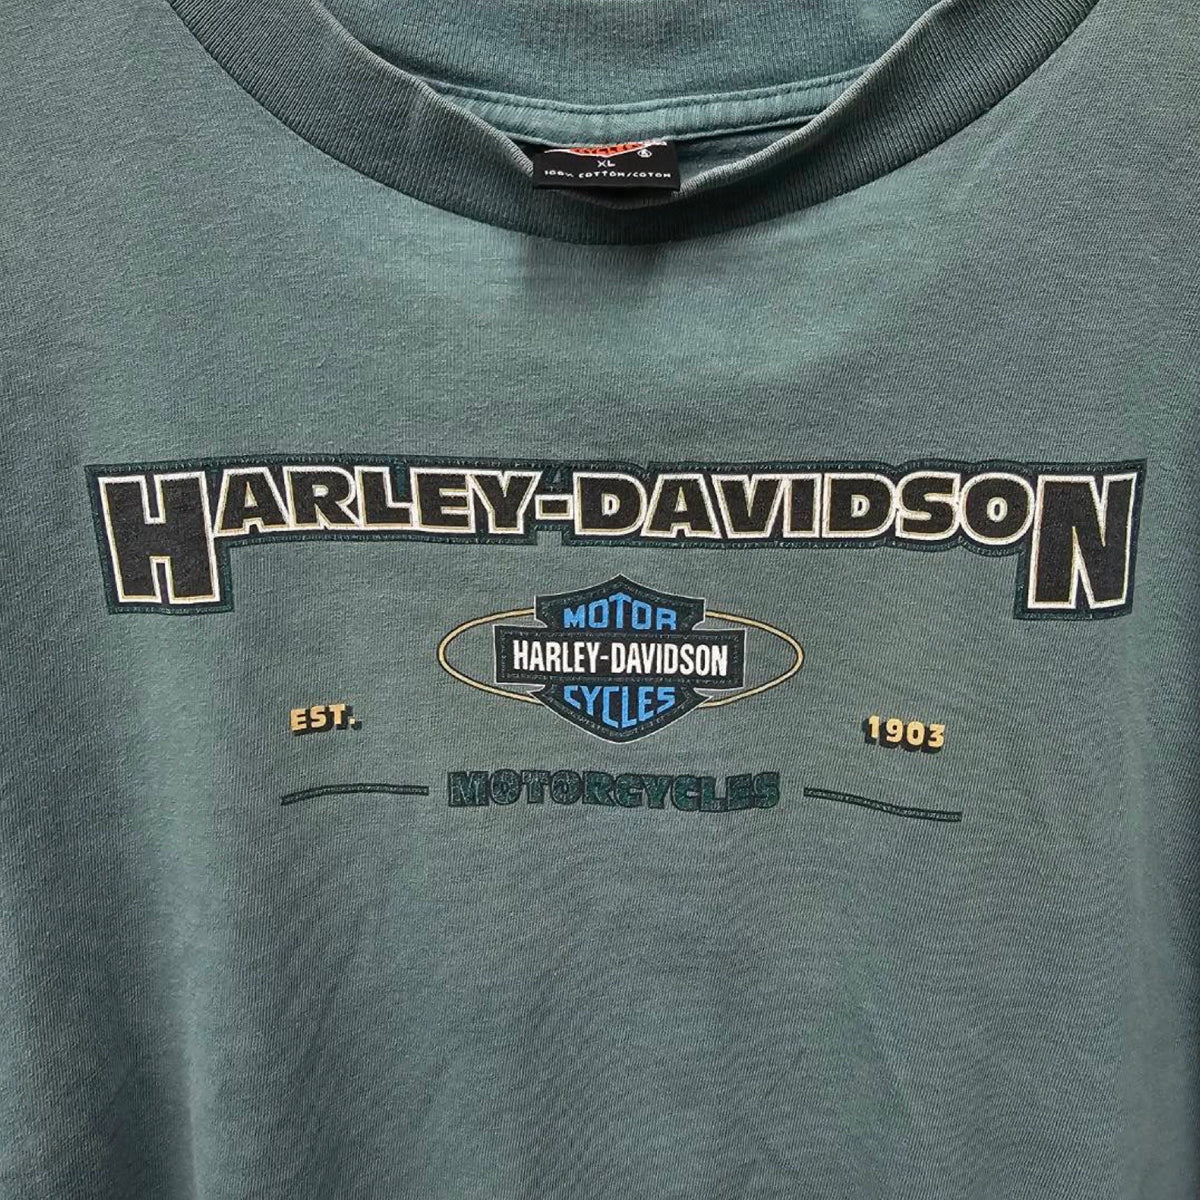 XL
100% COTTON/COTON
HARLEY-DAVIDSON
MOTOR
HARLEY-DAVIDSON
CYCLES
EST.
1903
MOTORCYCLES